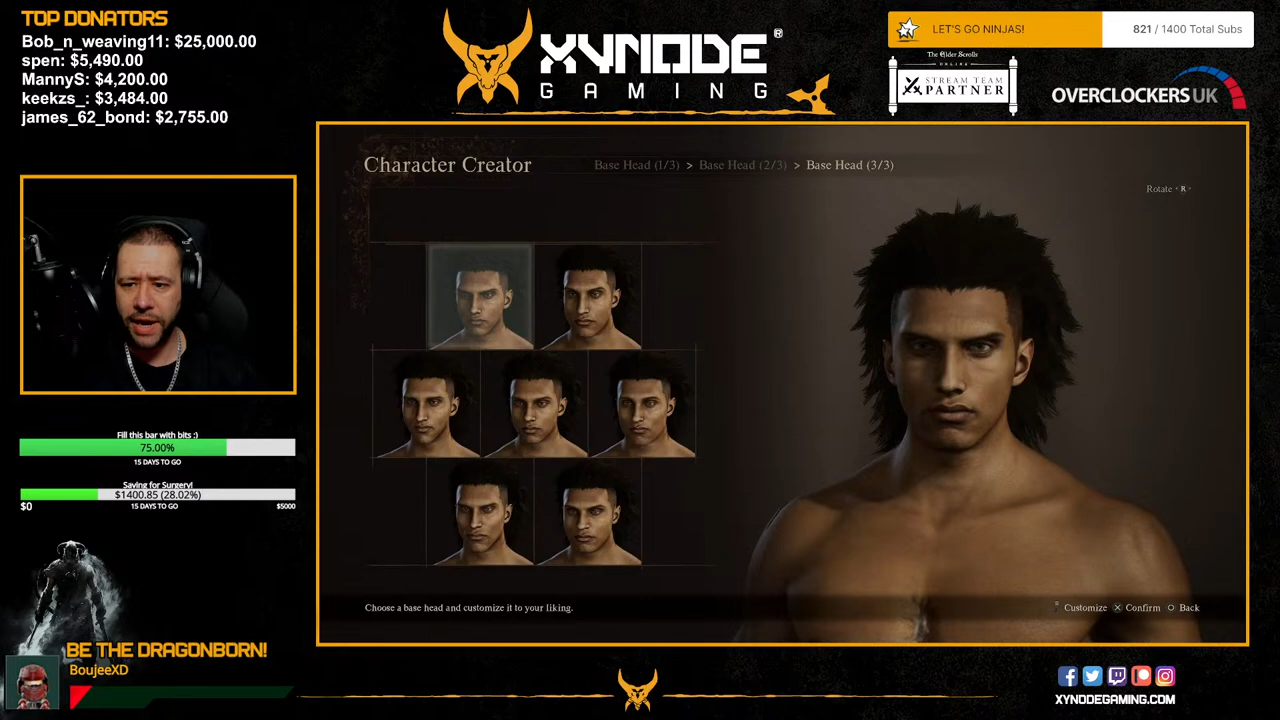 TOP DONATORS
Bob_n_weaving11: $25,000.00
spen: $5,490.00
MannyS: $4,200.00
keekzs_: $3,484.00
james_62_bond: $2,755.00
XYNODE®
GAMING
LET'S GO NINJAS!
821 / 1400 Total Subs
The Elder Scrolls
ONLINE
STREAM TEAM
PARTNER
OVERCLOCKERS UK
Character Creator
Base Head (1/3) > Base Head (2/3) > Base Head (3/3)
Rotate R
Fill this bar with bits :)
75.00%
15 DAYS TO GO
Saving for Surgery!
$1400.85 (28.02%)
$0
15 DAYS TO GO
$5000
Choose a base head and customize it to your liking.
Customize Confirm Back
BE THE DRAGONBORN!
BoujeeXD
XYNODEGAMING.COM